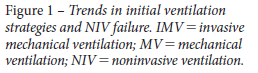 Figure 1 – Trends in initial ventilation
strategies and NIV failure. IMV = invasive
mechanical ventilation; MV = mechanical
ventilation; NIV = noninvasive ventilation.